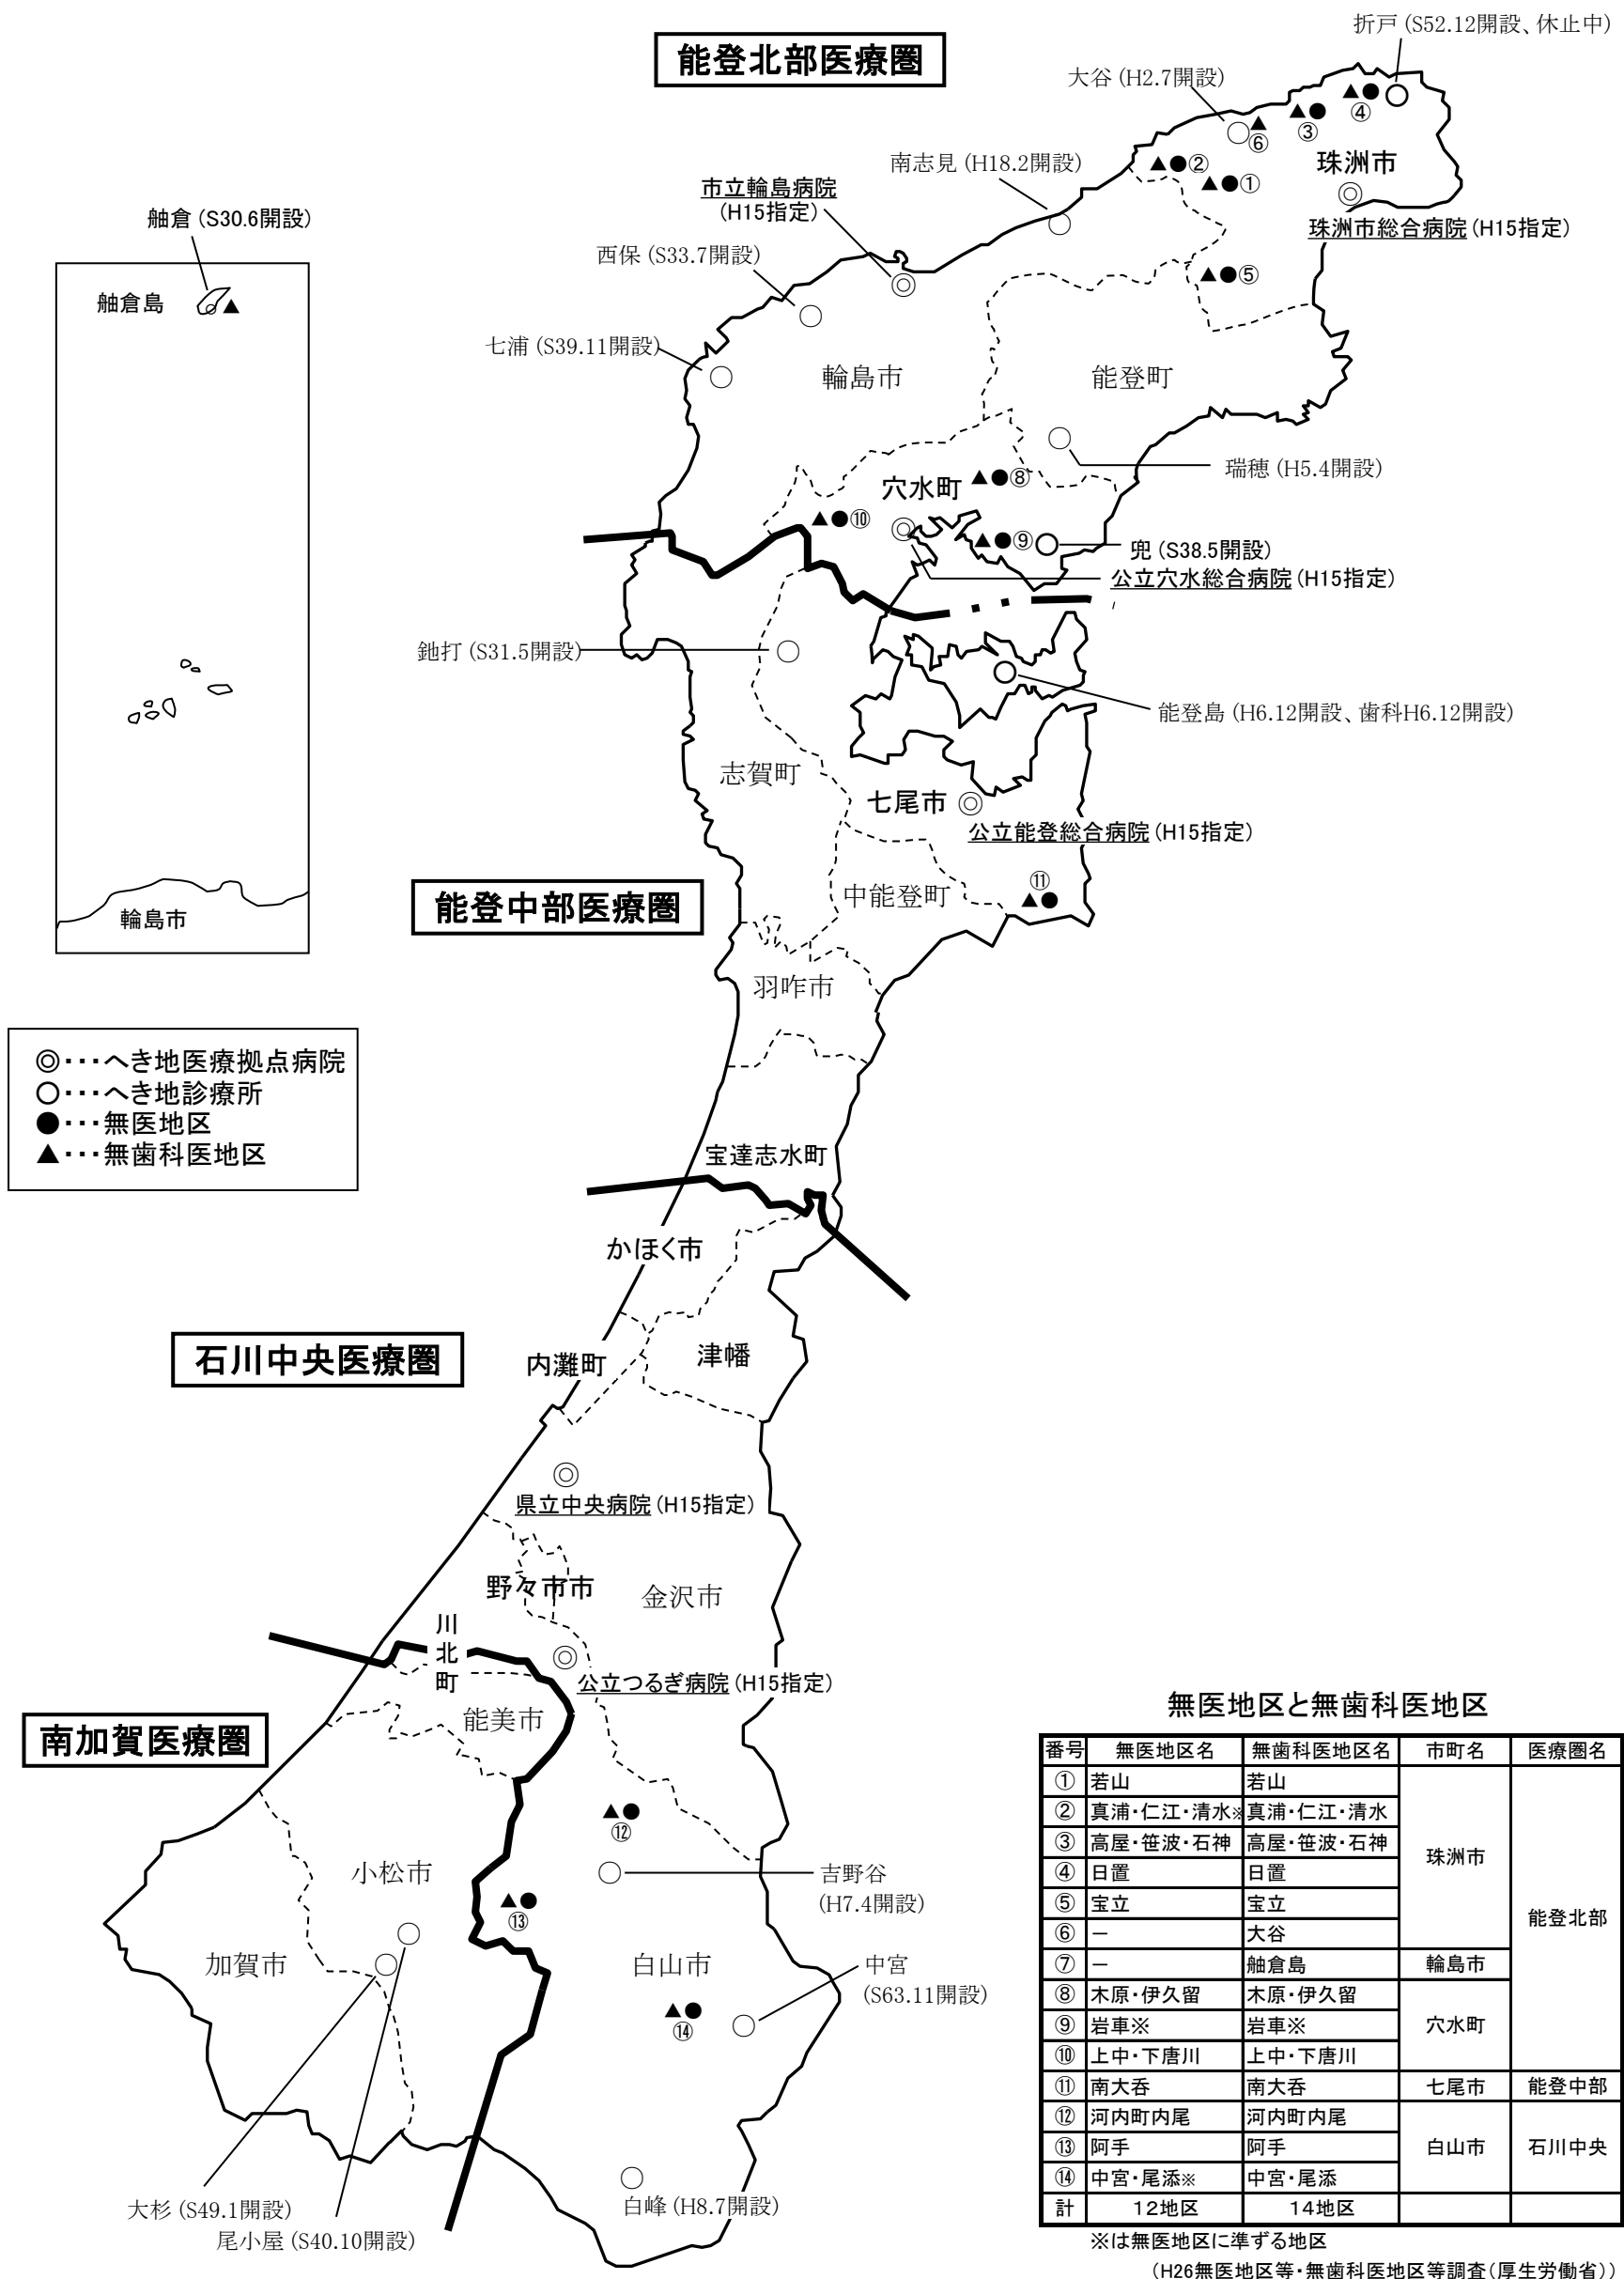 能登北部医療圏
折戸 (S52.12開設、休止中)
大谷 (H2.7開設)
④
③
⑥
南志見 (H18.2開設)
②
珠洲市
①
市立輪島病院
(H15指定)
珠洲市総合病院 (H15指定)
舳倉 (S30.6開設)
西保 (S33.7開設)
⑤
舳倉島
七浦 (S39.11開設)
輪島市
能登町
瑞穂 (H5.4開設)
穴水町
⑧
⑩
⑨
兜 (S38.5開設)
公立穴水総合病院 (H15指定)
釶打 (S31.5開設)
能登島 (H6.12開設、歯科H6.12開設)
志賀町
七尾市
公立能登総合病院 (H15指定)
⑪
能登中部医療圏
中能登町
輪島市
羽咋市
◎・・・へき地医療拠点病院
○・・・へき地診療所
●・・・無医地区
▲・・・無歯科医地区
宝達志水町
かほく市
石川中央医療圏
内灘町
津幡
県立中央病院 (H15指定)
野々市市
金沢市
川
北
町
公立つるぎ病院 (H15指定)
能美市
南加賀医療圏
⑫
小松市
吉野谷
(H7.4開設)
⑬
加賀市
白山市
中宮
(S63.11開設)
⑭
大杉 (S49.1開設)
尾小屋 (S40.10開設)
白峰 (H8.7開設)
無医地区と無歯科医地区
番号 無医地区名 無歯科医地区名 市町名 医療圏名
① 若山 若山
② 真浦・仁江・清水※ 真浦・仁江・清水
③ 高屋・笹波・石神 高屋・笹波・石神 珠洲市
④ 日置 日置
⑤ 宝立 宝立 能登北部
⑥ － 大谷
⑦ － 舳倉島 輪島市
⑧ 木原・伊久留 木原・伊久留
⑨ 岩車※ 岩車※ 穴水町
⑩ 上中・下唐川 上中・下唐川
⑪ 南大呑 南大呑 七尾市 能登中部
⑫ 河内町内尾 河内町内尾
⑬ 阿手 阿手 白山市 石川中央
⑭ 中宮・尾添※ 中宮・尾添
計 12地区 14地区
※は無医地区に準ずる地区
(H26無医地区等・無歯科医地区等調査(厚生労働省))